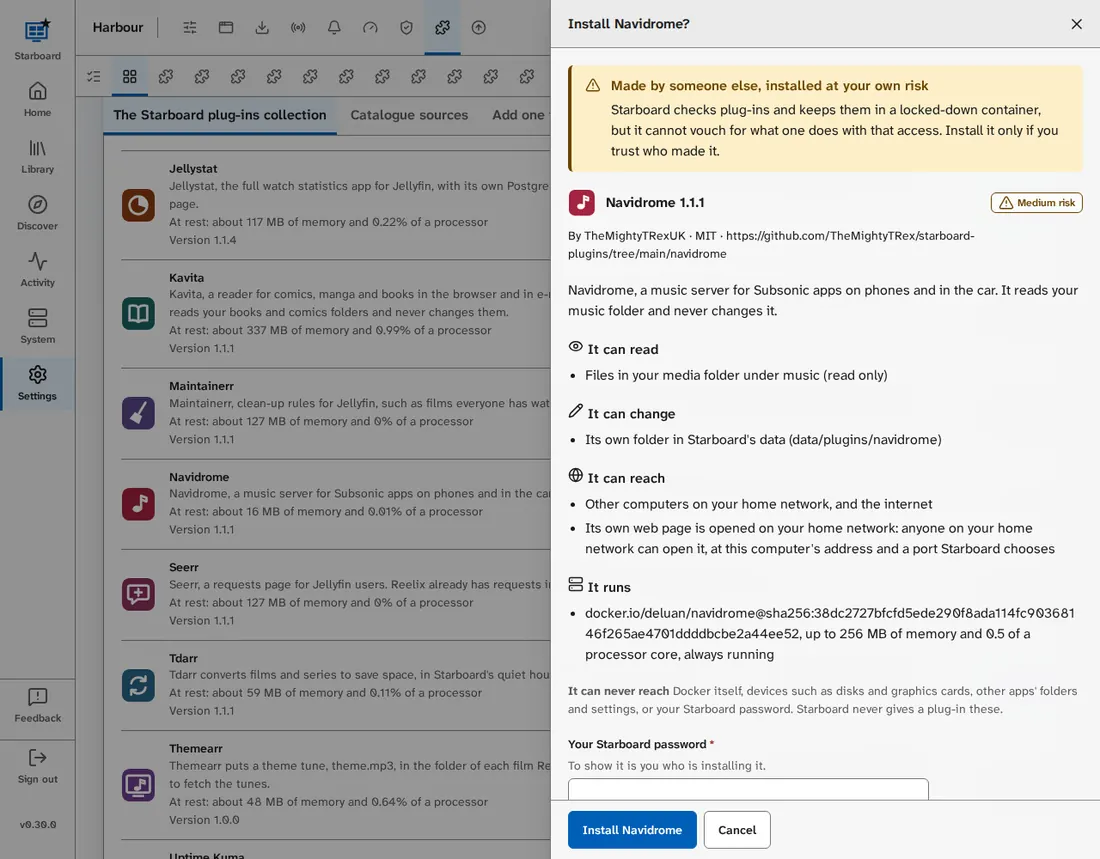 Starboard
Home
Library
Discover
Activity
System
Settings
Feedback
Sign out
v0.30.0
Harbour
The Starboard plug-ins collection
Catalogue sources
Add one
Jellystat
Jellystat, the full watch statistics app for Jellyfin, with its own Postgre
page.
At rest: about 117 MB of memory and 0.22% of a processor
Version 1.1.4
Kavita
Kavita, a reader for comics, manga and books in the browser and in e-
reads your books and comics folders and never changes them.
At rest: about 337 MB of memory and 0.99% of a processor
Version 1.1.1
Maintainerr
Maintainerr, clean-up rules for Jellyfin, such as films everyone has wat
At rest: about 127 MB of memory and 0% of a processor
Version 1.1.1
Navidrome
Navidrome, a music server for Subsonic apps on phones and in the ca
At rest: about 16 MB of memory and 0.01% of a processor
Version 1.1.1
Seerr
Seerr, a requests page for Jellyfin users. Reelix already has requests i
At rest: about 127 MB of memory and 0% of a processor
Version 1.1.1
Tdarr
Tdarr converts films and series to save space, in Starboard's quiet hou
At rest: about 59 MB of memory and 0.11% of a processor
Version 1.1.1
Themearr
Themearr puts a theme tune, theme.mp3, in the folder of each film Re
to fetch the tunes.
At rest: about 48 MB of memory and 0.64% of a processor
Version 1.0.0
Uptime Kuma
Install Navidrome?
Made by someone else, installed at your own risk
Starboard checks plug-ins and keeps them in a locked-down container,
but it cannot vouch for what one does with that access. Install it only if you
trust who made it.
Navidrome 1.1.1
Medium risk
By TheMightyTRexUK · MIT · https://github.com/TheMightyTRex/starboard-
plugins/tree/main/navidrome
Navidrome, a music server for Subsonic apps on phones and in the car. It reads your
music folder and never changes it.
It can read
• Files in your media folder under music (read only)
It can change
• Its own folder in Starboard's data (data/plugins/navidrome)
It can reach
• Other computers on your home network, and the internet
• Its own web page is opened on your home network: anyone on your home
network can open it, at this computer's address and a port Starboard chooses
It runs
• docker.io/deluan/navidrome@sha256:38dc2727bfcfd5ede290f8ada114fc903681
46f265ae4701ddddbcbe2a44ee52, up to 256 MB of memory and 0.5 of a
processor core, always running
It can never reach Docker itself, devices such as disks and graphics cards, other apps' folders
and settings, or your Starboard password. Starboard never gives a plug-in these.
Your Starboard password *
To show it is you who is installing it.
Install Navidrome
Cancel